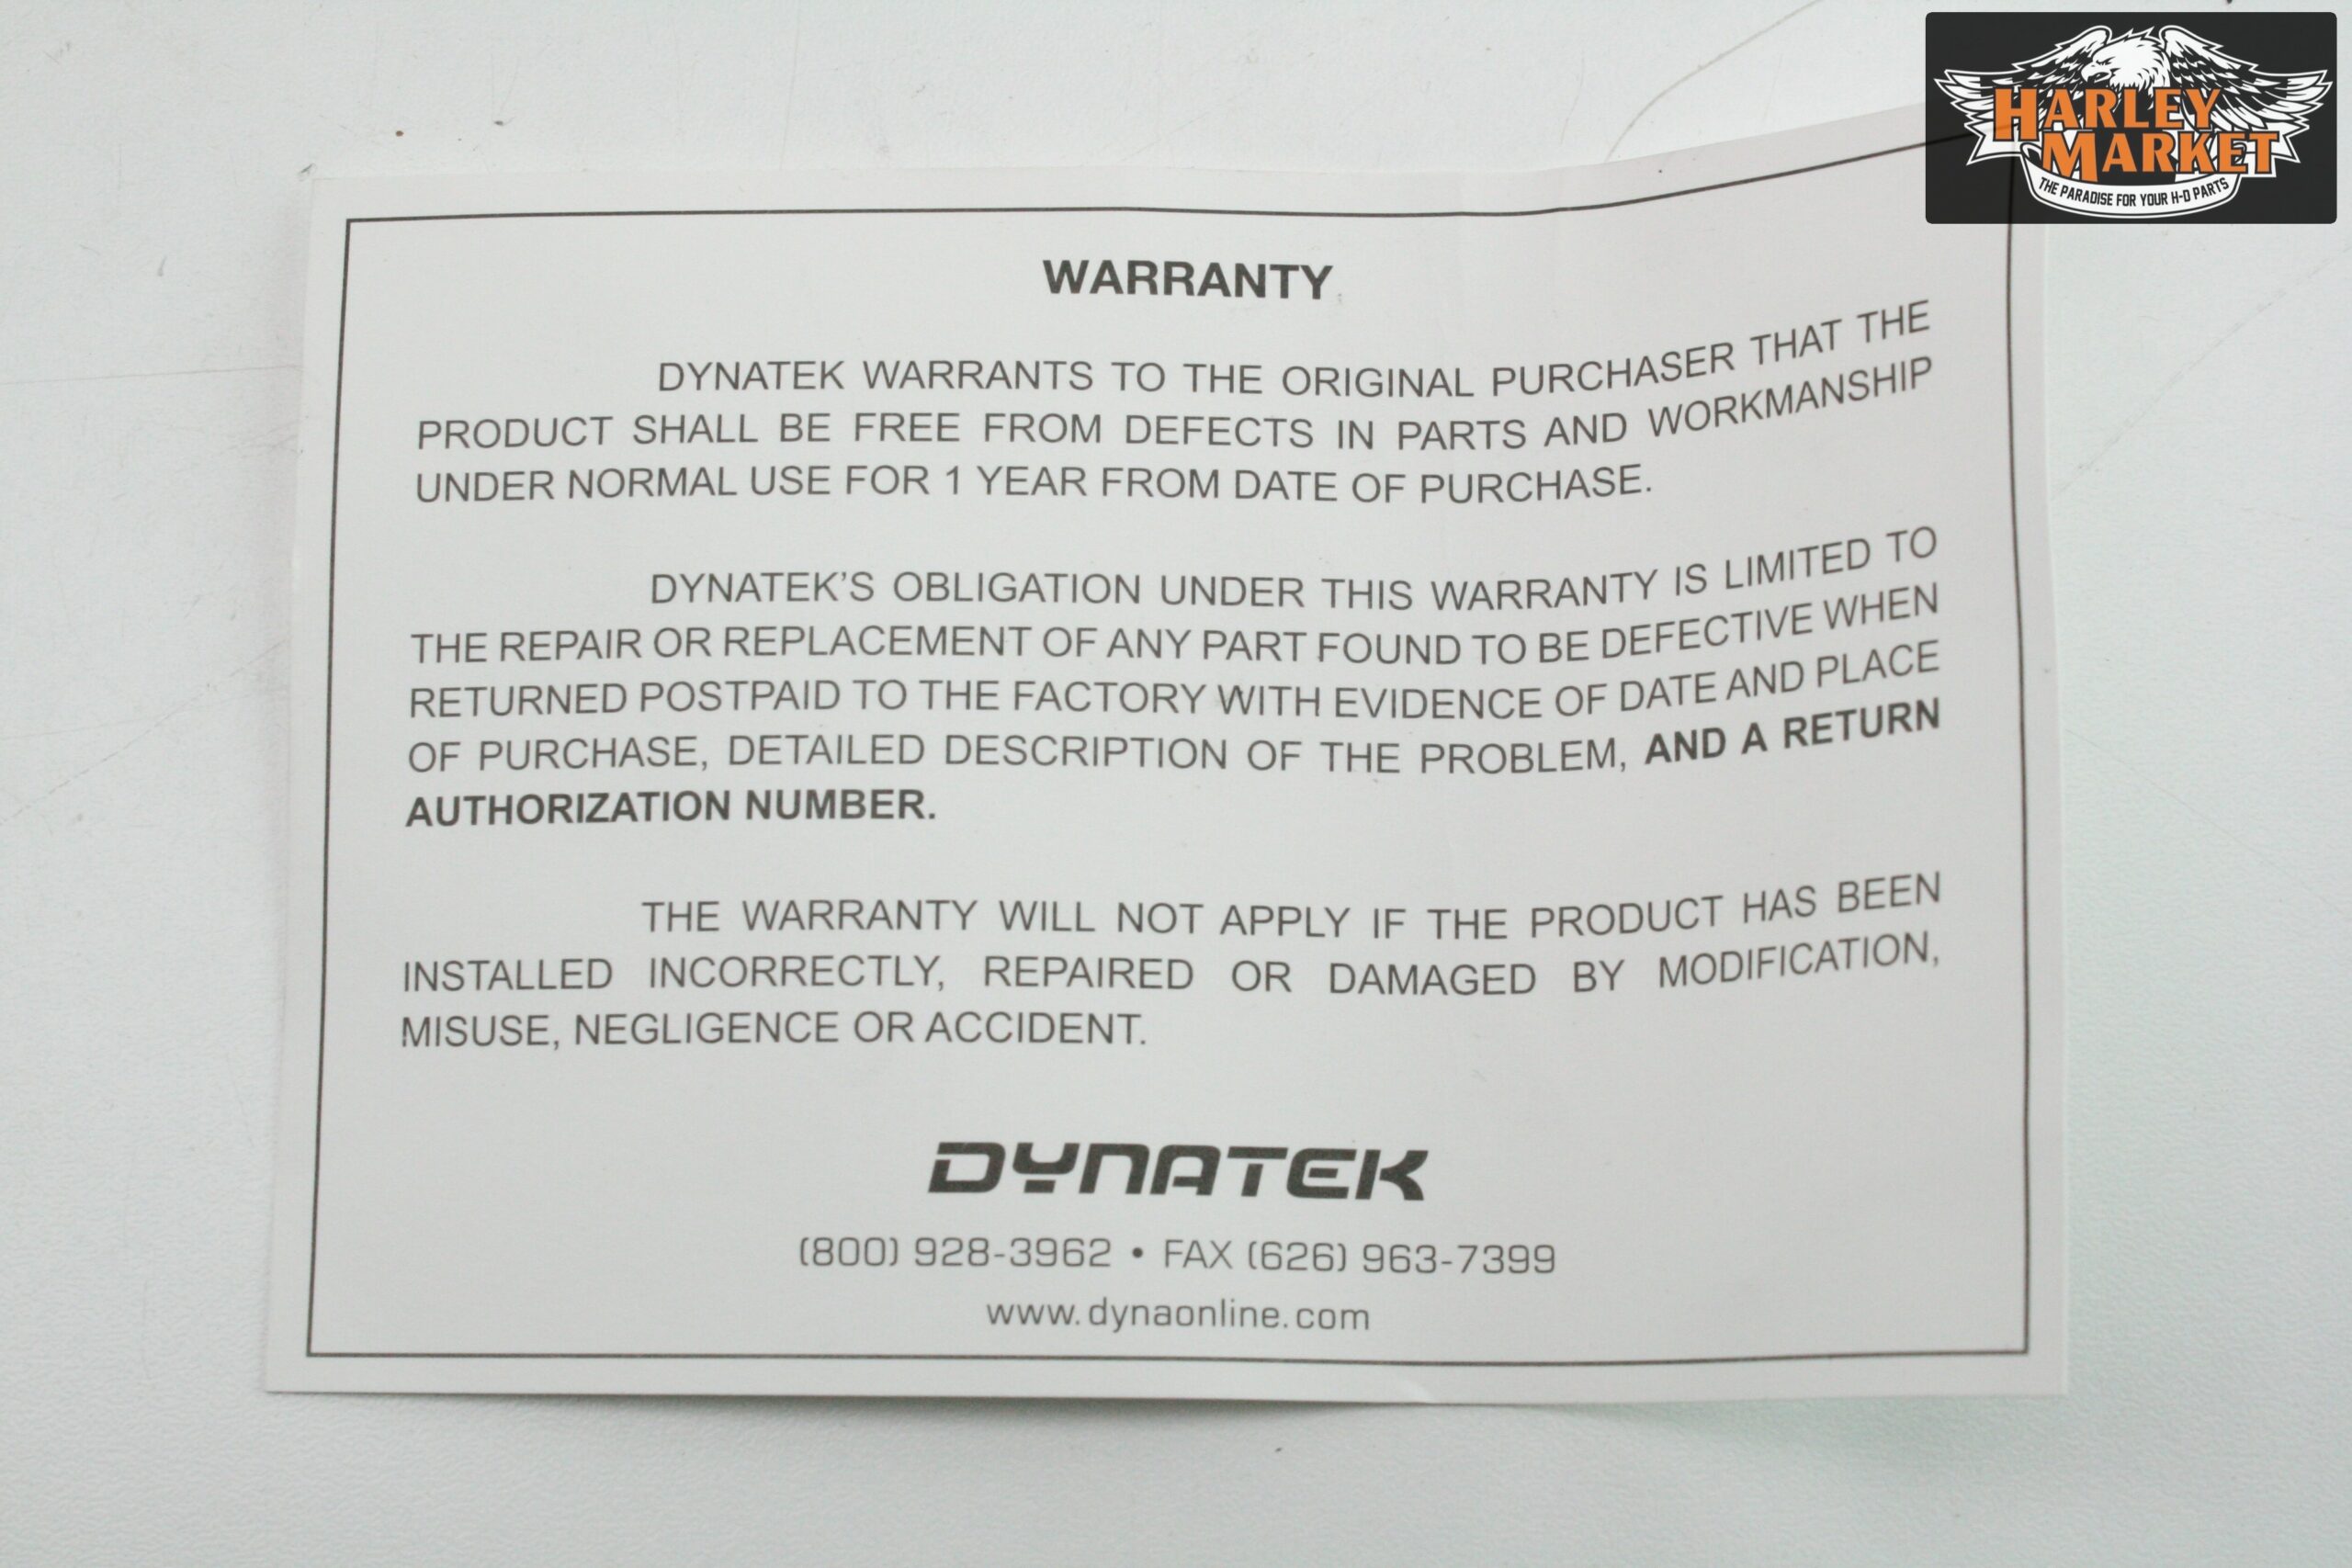 HARLEY
MARKET
THE PARADISE FOR YOUR H-D PARTS
WARRANTY
DYNATEK WARRANTS TO THE ORIGINAL PURCHASER THAT THE
PRODUCT SHALL BE FREE FROM DEFECTS IN PARTS AND WORKMANSHIP
UNDER NORMAL USE FOR 1 YEAR FROM DATE OF PURCHASE.
DYNATEK'S OBLIGATION UNDER THIS WARRANTY IS LIMITED TO
THE REPAIR OR REPLACEMENT OF ANY PART FOUND TO BE DEFECTIVE WHEN
RETURNED POSTPAID TO THE FACTORY WITH EVIDENCE OF DATE AND PLACE
OF PURCHASE, DETAILED DESCRIPTION OF THE PROBLEM, AND A RETURN
AUTHORIZATION NUMBER.
THE WARRANTY WILL NOT APPLY IF THE PRODUCT HAS BEEN
INSTALLED INCORRECTLY, REPAIRED OR DAMAGED BY MODIFICATION,
MISUSE, NEGLIGENCE OR ACCIDENT.
DYNATEK
(800) 928-3962 • FAX (626) 963-7399
www.dynaonline.com